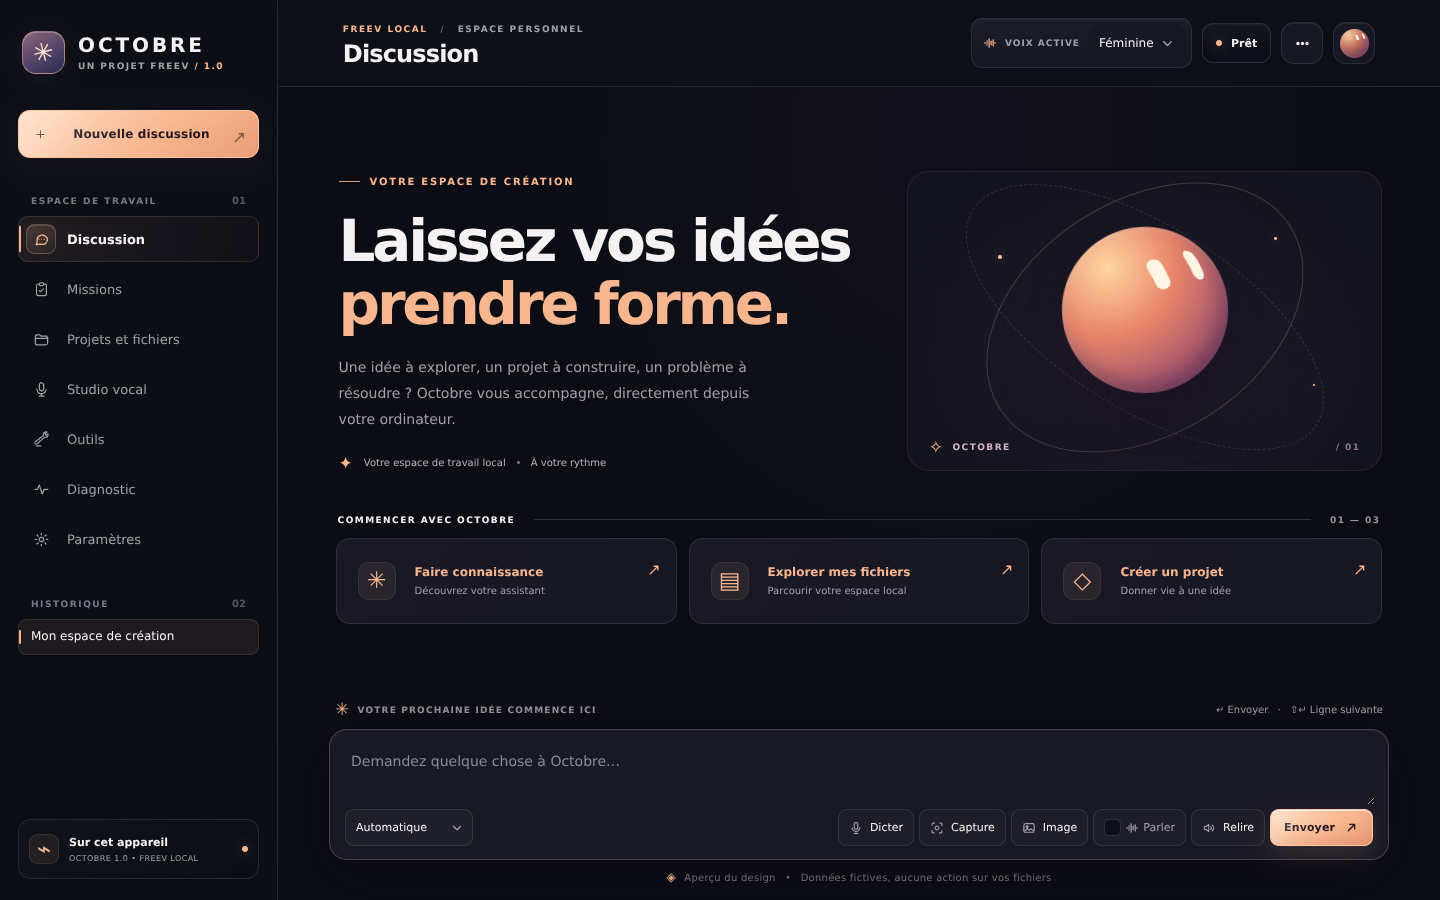 OCTOBRE
UN PROJET FREEV / 1.0
+ Nouvelle discussion ↗
ESPACE DE TRAVAIL 01
Discussion
Missions
Projets et fichiers
Studio vocal
Outils
Diagnostic
Paramètres
HISTORIQUE 02
Mon espace de création
Sur cet appareil
OCTOBRE 1.0 • FREEV LOCAL
FREEV LOCAL / ESPACE PERSONNEL
Discussion
VOIX ACTIVE Féminine
Prêt
•••
VOTRE ESPACE DE CRÉATION
Laissez vos idées
prendre forme.
Une idée à explorer, un projet à construire, un problème à
résoudre ? Octobre vous accompagne, directement depuis
votre ordinateur.
✦ Votre espace de travail local • À votre rythme
✧ OCTOBRE / 01
COMMENCER AVEC OCTOBRE 01 — 03
Faire connaissance ↗
Découvrez votre assistant
Explorer mes fichiers ↗
Parcourir votre espace local
Créer un projet ↗
Donner vie à une idée
✳ VOTRE PROCHAINE IDÉE COMMENCE ICI
↵ Envoyer · ⇧↵ Ligne suivante
Demandez quelque chose à Octobre…
Automatique
Dicter
Capture
Image
Parler
Relire
Envoyer ↗
◈ Aperçu du design • Données fictives, aucune action sur vos fichiers